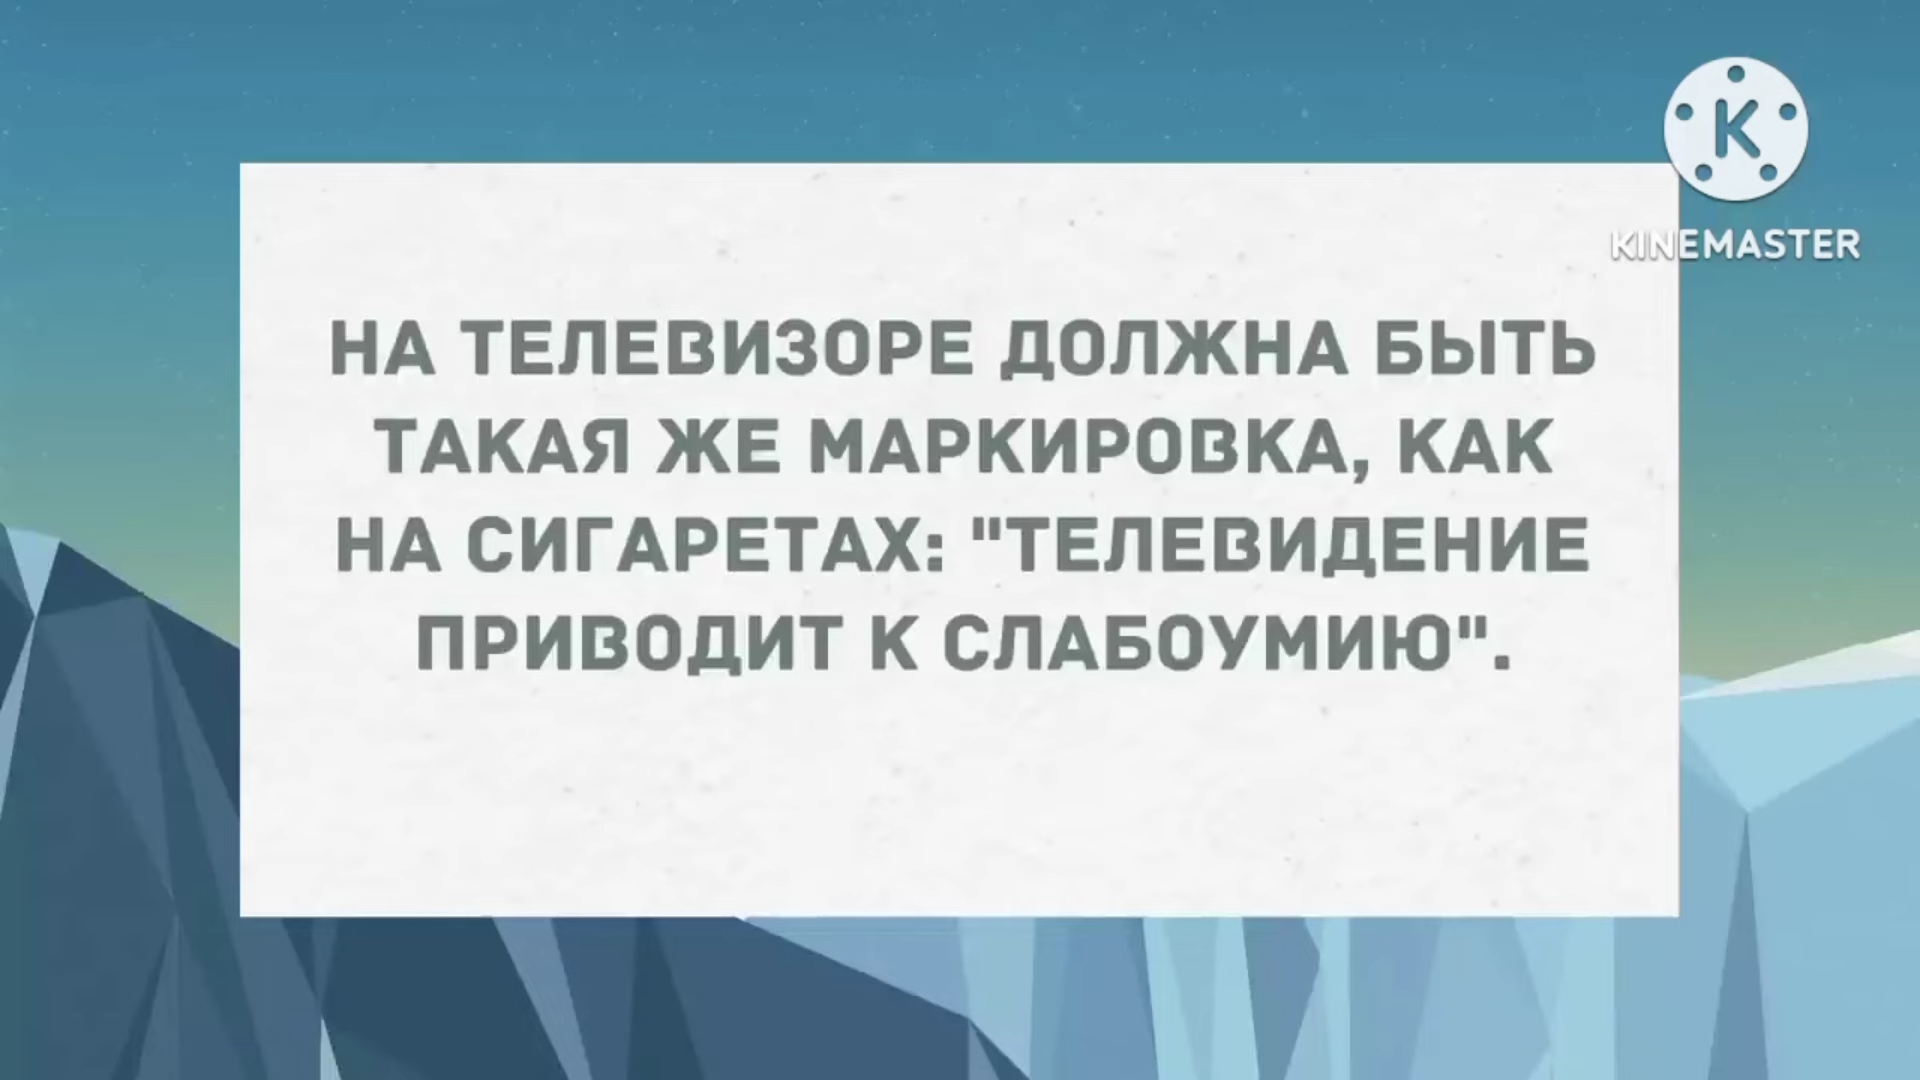 K
KINEMASTER
НА ТЕЛЕВИЗОРЕ ДОЛЖНА БЫТЬ
ТАКАЯ ЖЕ МАРКИРОВКА, КАК
НА СИГАРЕТАХ: "ТЕЛЕВИДЕНИЕ
ПРИВОДИТ К СЛАБОУМИЮ".